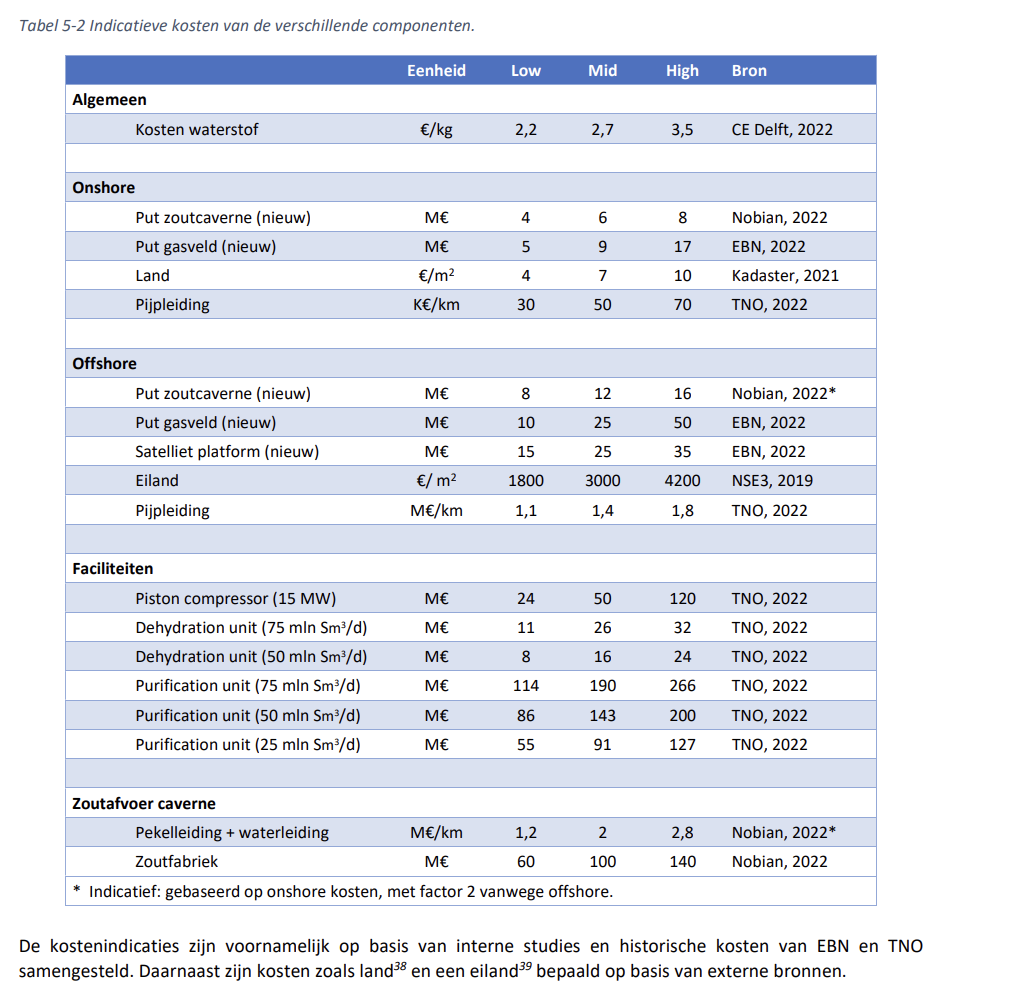 Tabel 5-2 Indicatieve kosten van de verschillende componenten.
Eenheid Low Mid High Bron
Algemeen
Kosten waterstof €/kg 2,2 2,7 3,5 CE Delft, 2022
Onshore
Put zoutcaverne (nieuw) M€ 4 6 8 Nobian, 2022
Put gasveld (nieuw) M€ 5 9 17 EBN, 2022
Land €/m² 4 7 10 Kadaster, 2021
Pijpleiding K€/km 30 50 70 TNO, 2022
Offshore
Put zoutcaverne (nieuw) M€ 8 12 16 Nobian, 2022*
Put gasveld (nieuw) M€ 10 25 50 EBN, 2022
Satelliet platform (nieuw) M€ 15 25 35 EBN, 2022
Eiland €/ m² 1800 3000 4200 NSE3, 2019
Pijpleiding M€/km 1,1 1,4 1,8 TNO, 2022
Faciliteiten
Piston compressor (15 MW) M€ 24 50 120 TNO, 2022
Dehydration unit (75 mln Sm³/d) M€ 11 26 32 TNO, 2022
Dehydration unit (50 mln Sm³/d) M€ 8 16 24 TNO, 2022
Purification unit (75 mln Sm³/d) M€ 114 190 266 TNO, 2022
Purification unit (50 mln Sm³/d) M€ 86 143 200 TNO, 2022
Purification unit (25 mln Sm³/d) M€ 55 91 127 TNO, 2022
Zoutafvoer caverne
Pekelleiding + waterleiding M€/km 1,2 2 2,8 Nobian, 2022*
Zoutfabriek M€ 60 100 140 Nobian, 2022
* Indicatief: gebaseerd op onshore kosten, met factor 2 vanwege offshore.
De kostenindicaties zijn voornamelijk op basis van interne studies en historische kosten van EBN en TNO
samengesteld. Daarnaast zijn kosten zoals land³⁸ en een eiland³⁹ bepaald op basis van externe bronnen.